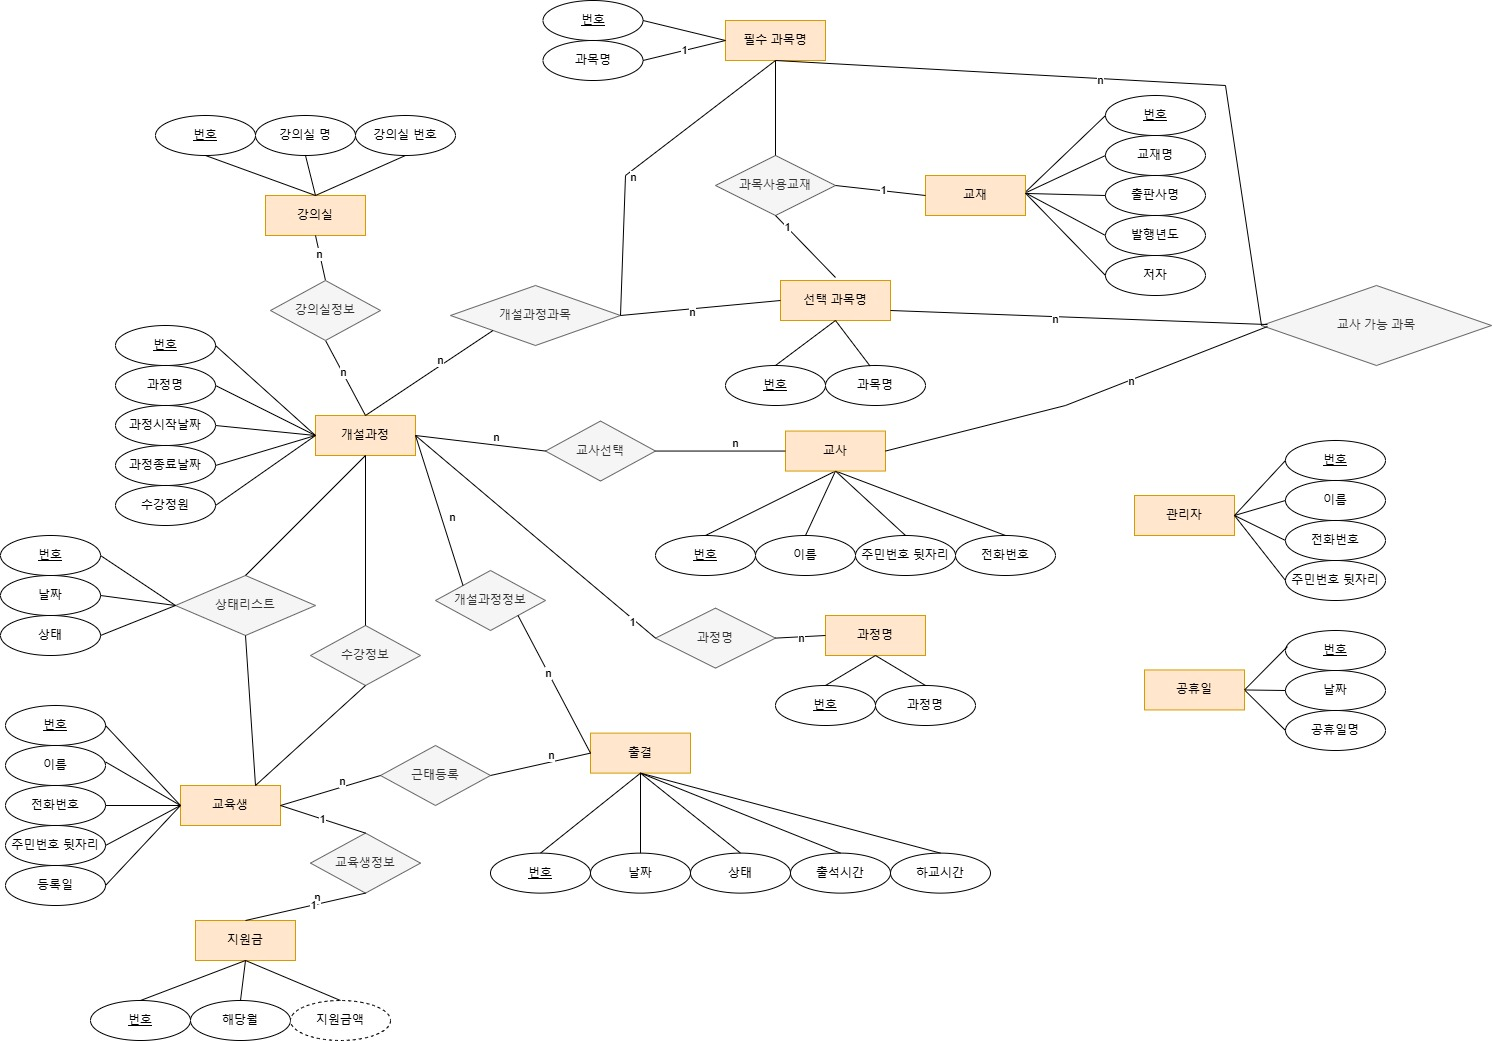 번호
필수 과목명
과목명
1
n
번호
번호
강의실 명
강의실 번호
교재명
n
과목사용교재
1
교재
출판사명
강의실
1
발행년도
n
저자
강의실정보
개설과정과목
n
선택 과목명
n
교사 가능 과목
번호
n
n
번호
과목명
n
과정명
과정시작날짜
개설과정
n
교사선택
n
교사
과정종료날짜
번호
수강정원
관리자
이름
n
번호
번호
이름
주민번호 뒷자리
전화번호
전화번호
주민번호 뒷자리
날짜
상태리스트
개설과정정보
상태
1
과정명
n
과정명
번호
수강정보
n
공휴일
날짜
번호
과정명
공휴일명
번호
이름
n
근태등록
n
출결
전화번호
교육생
1
주민번호 뒷자리
교육생정보
등록일
번호
날짜
상태
출석시간
하교시간
n
1
지원금
번호
해당월
지원금액